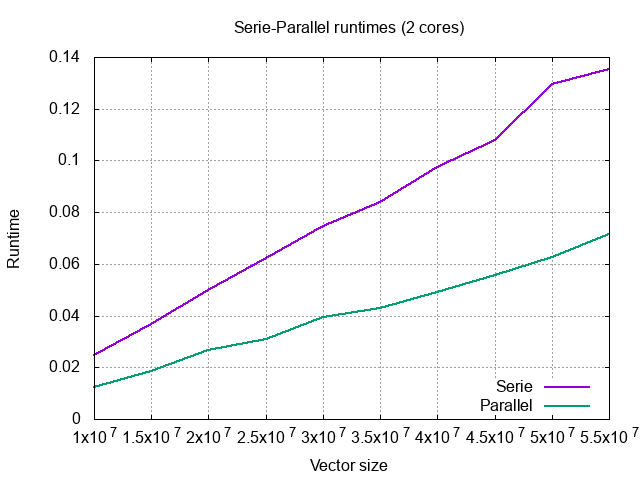 Serie-Parallel runtimes (2 cores)
0.14
0.12
0.1
0.08
0.06
0.04
0.02
0
Runtime
Serie
Parallel
1x10^7 1.5x10^7 2x10^7 2.5x10^7 3x10^7 3.5x10^7 4x10^7 4.5x10^7 5x10^7 5.5x10^7
Vector size